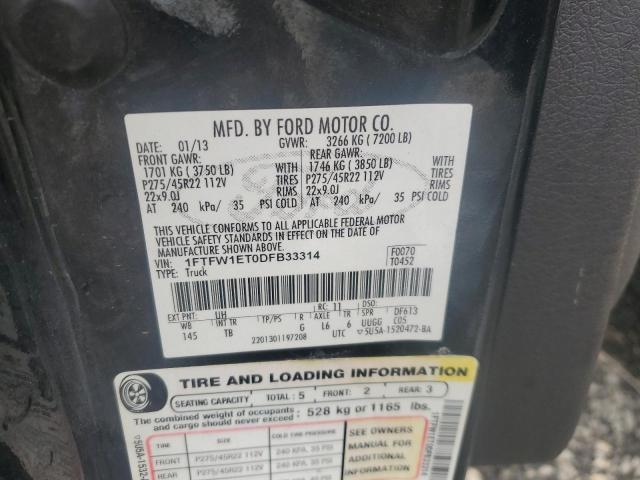 MFD. BY FORD MOTOR CO.
DATE: 01/13 GVWR: 3266 KG (7200 LB)
FRONT GAWR: REAR GAWR:
1701 KG (3750 LB) WITH 1746 KG (3850 LB) WITH
P275/45R22 112V TIRES P275/45R22 112V TIRES
22x9.0J RIMS 22x9.0J RIMS
AT 240 kPa/ 35 PSI COLD AT 240 kPa/ 35 PSI COLD
THIS VEHICLE CONFORMS TO ALL APPLICABLE FEDERAL MOTOR
VEHICLE SAFETY STANDARDS IN EFFECT ON THE DATE OF
MANUFACTURE SHOWN ABOVE.
VIN: 1FTFW1ET0DFB33314 F0070
TYPE: Truck T0452
EXT PNT: UH RC: 11 DSO: DF613
WB INT TR TP/PS R AXLE TR SPR C05
145 TB G L6 6 UUGG
2201301197208 UTC ▽5U5A-1520472-BA
TIRE AND LOADING INFORMATION
SEATING CAPACITY TOTAL: 5 FRONT: 2 REAR: 3
The combined weight of occupants and cargo should never exceed: 528 kg or 1165 lbs.
TIRE SIZE COLD TIRE PRESSURE SEE OWNERS
FRONT P275/45R22 112V 240 KPA, 35 PSI MANUAL FOR
ADDITIONAL
REAR P275/45R22 112V 240 KPA, 35 PSI INFORMATION